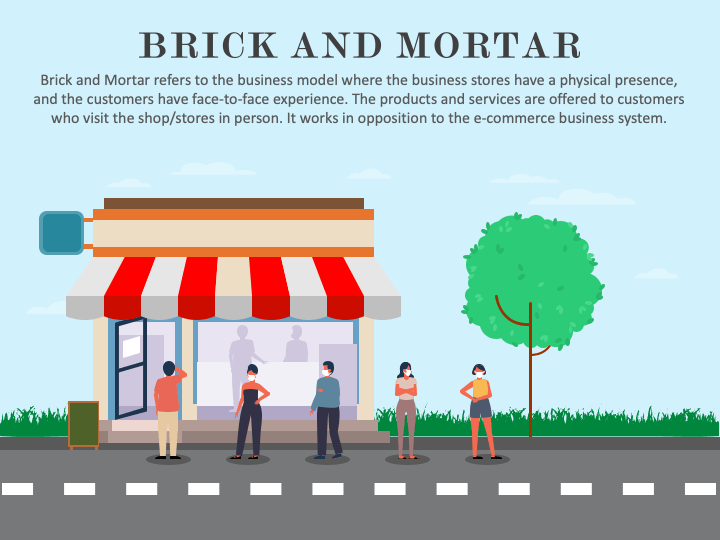 BRICK AND MORTAR
Brick and Mortar refers to the business model where the business stores have a physical presence,
and the customers have face-to-face experience. The products and services are offered to customers
who visit the shop/stores in person. It works in opposition to the e-commerce business system.